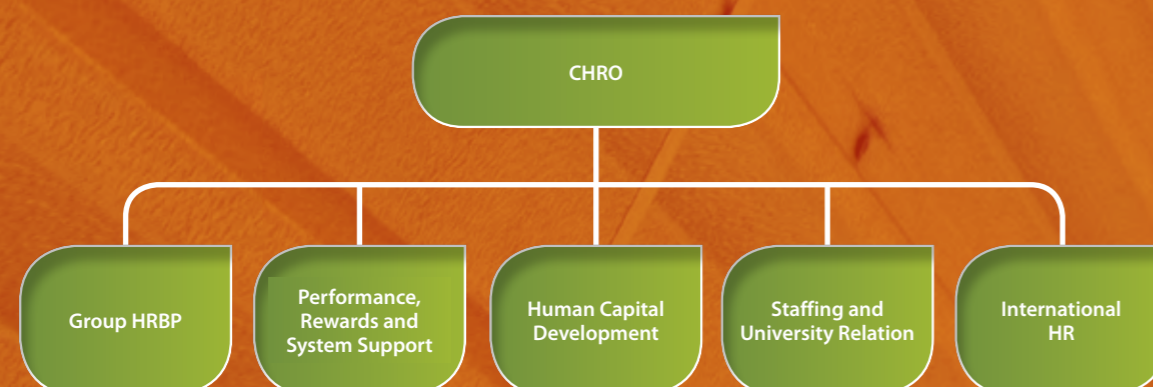 CHRO
Group HRBP
Performance,
Rewards and
System Support
Human Capital
Development
Staffing and
University Relation
International
HR